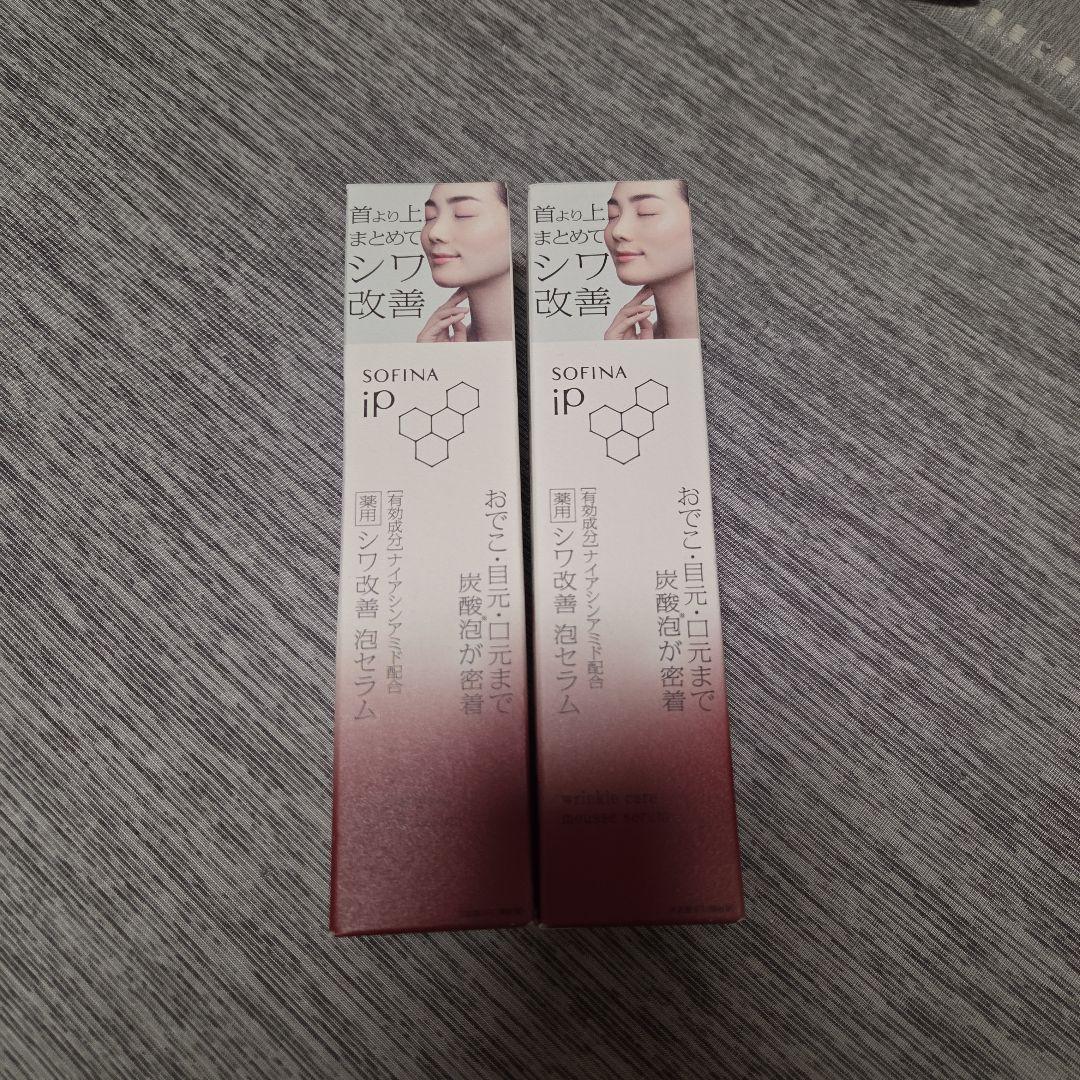 首より上
まとめて
シワ
改善
SOFINA
iP
おでこ・目元・口元まで
炭酸泡※が密着
[有効成分]ナイアシンアミド配合
薬用 シワ改善 泡セラム
首より上
まとめて
シワ
改善
SOFINA
iP
おでこ・目元・口元まで
炭酸泡※が密着
[有効成分]ナイアシンアミド配合
薬用 シワ改善 泡セラム
wrinkle care
mousse serum